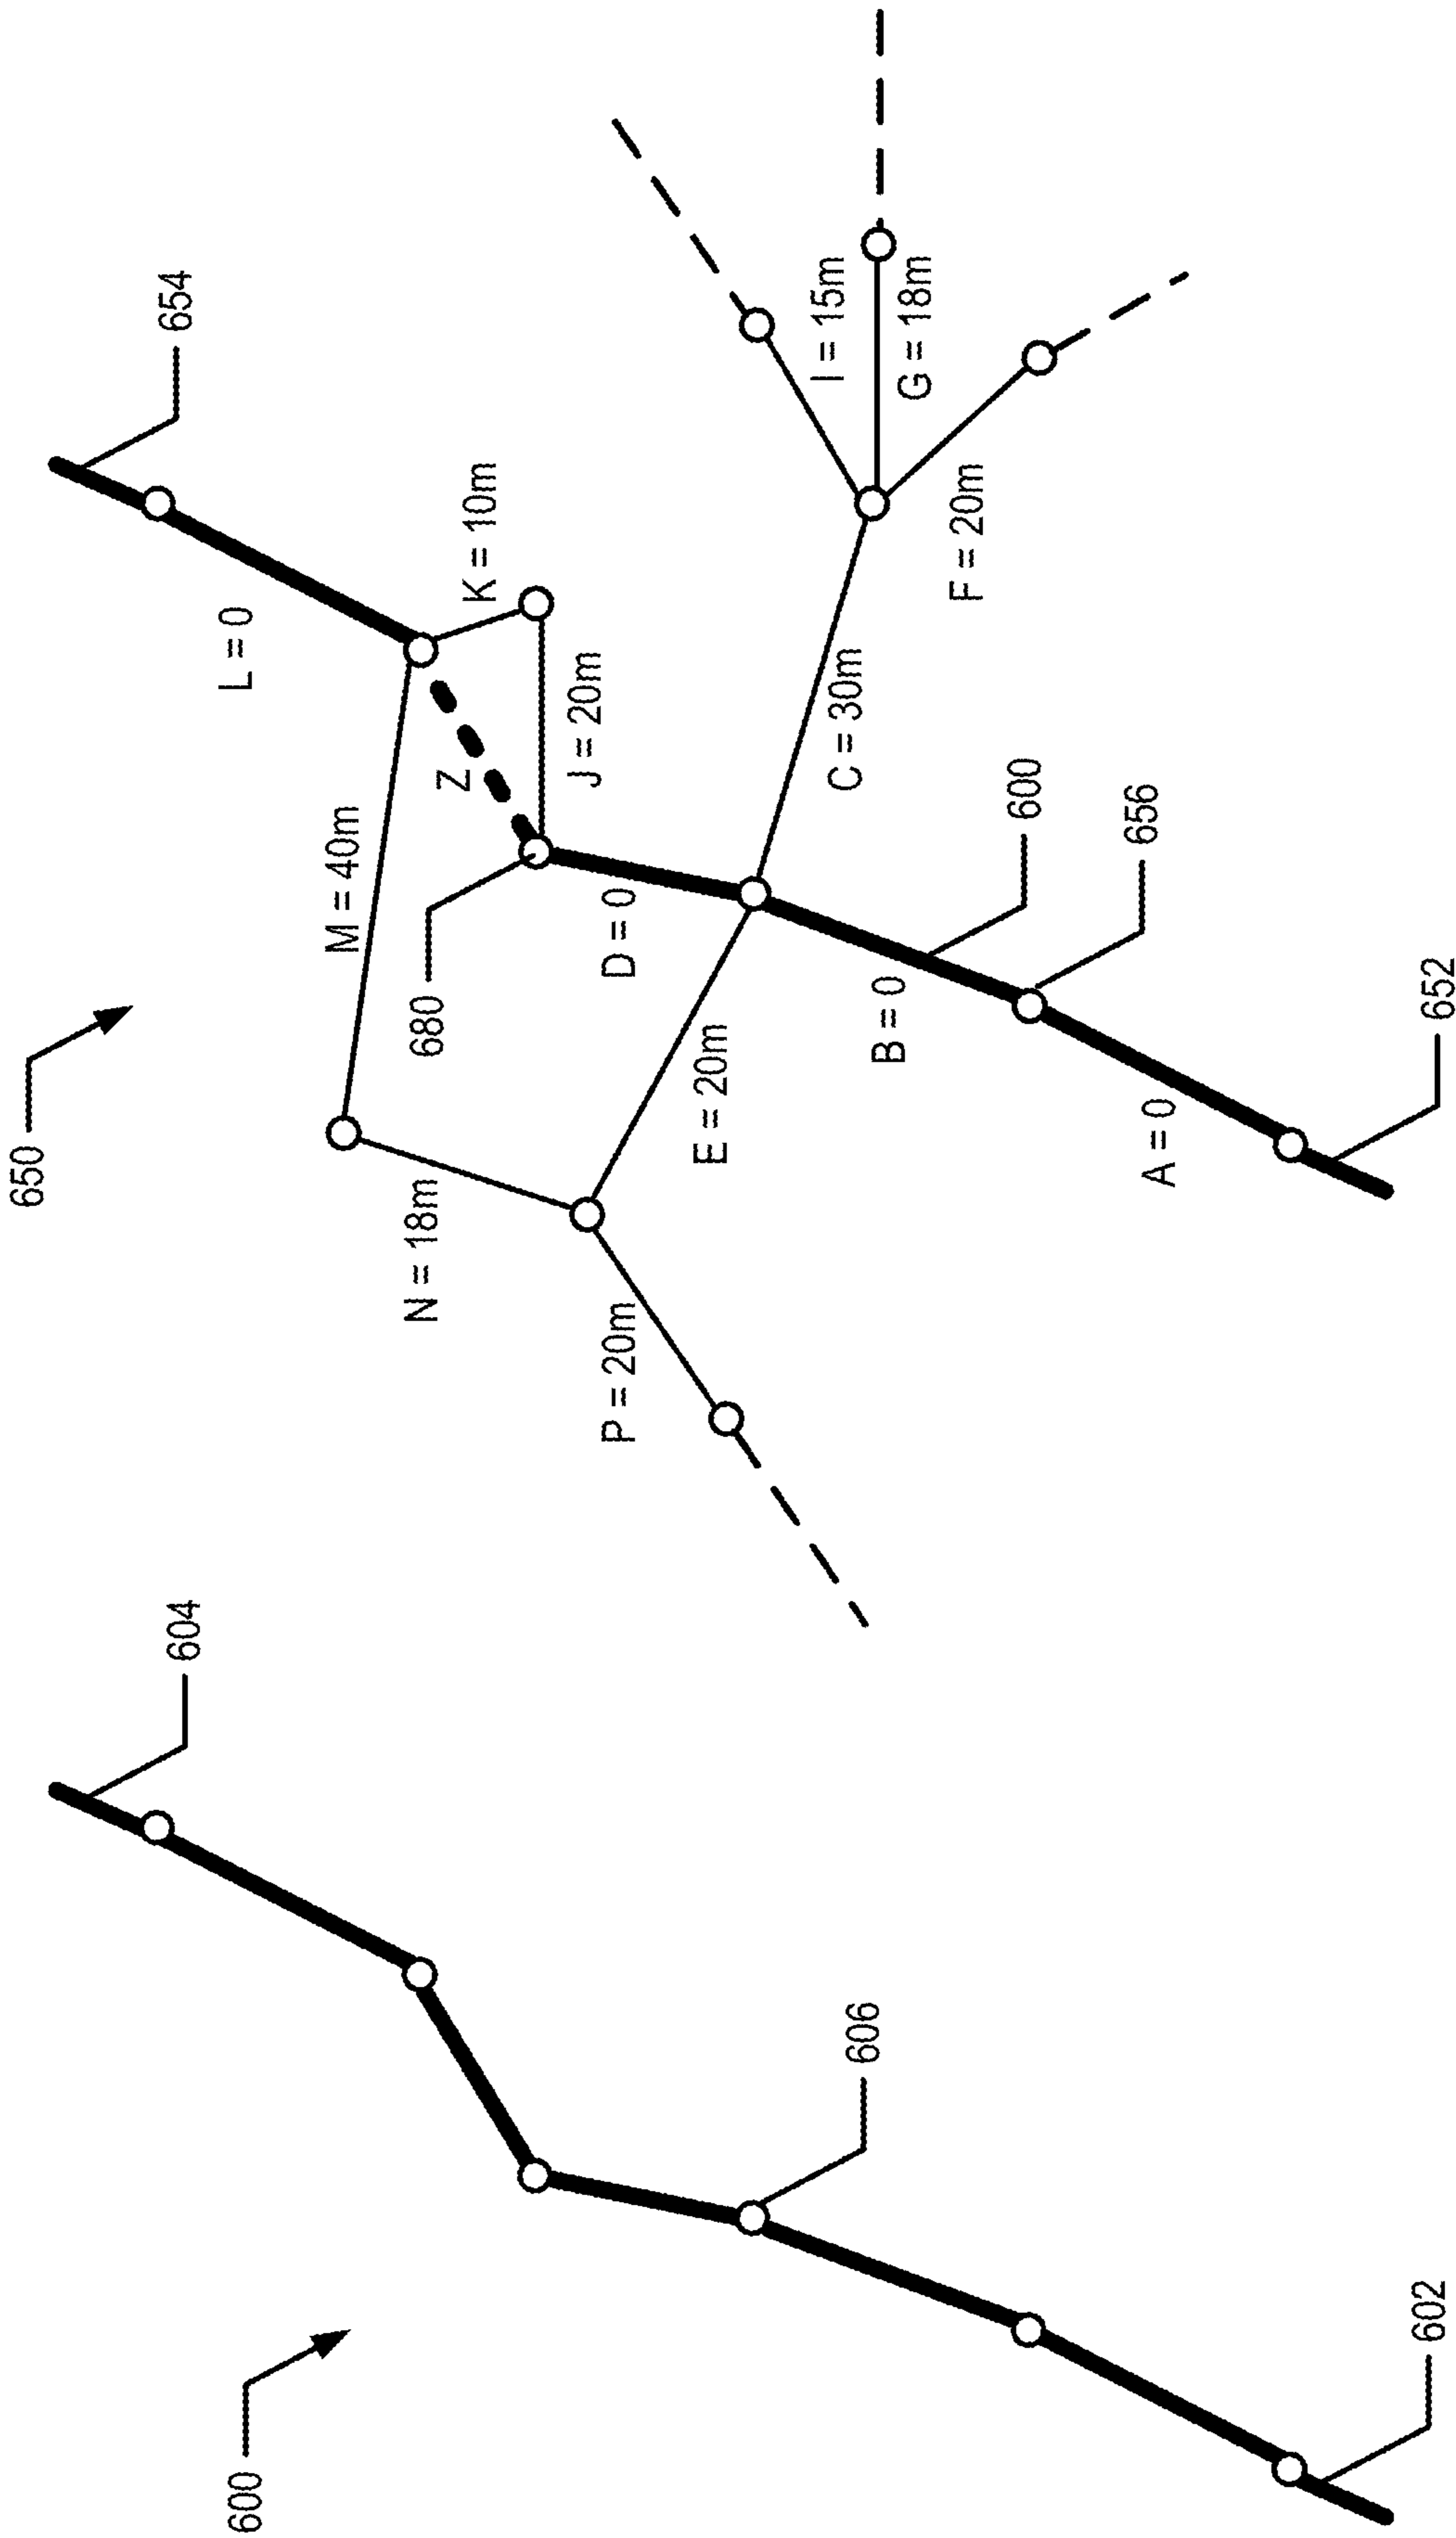 600
604
606
602
650
654
L = 0
K = 10m
M = 40m
Z
J = 20m
I = 15m
G = 18m
680
D = 0
N = 18m
C = 30m
F = 20m
E = 20m
P = 20m
600
B = 0
656
A = 0
652